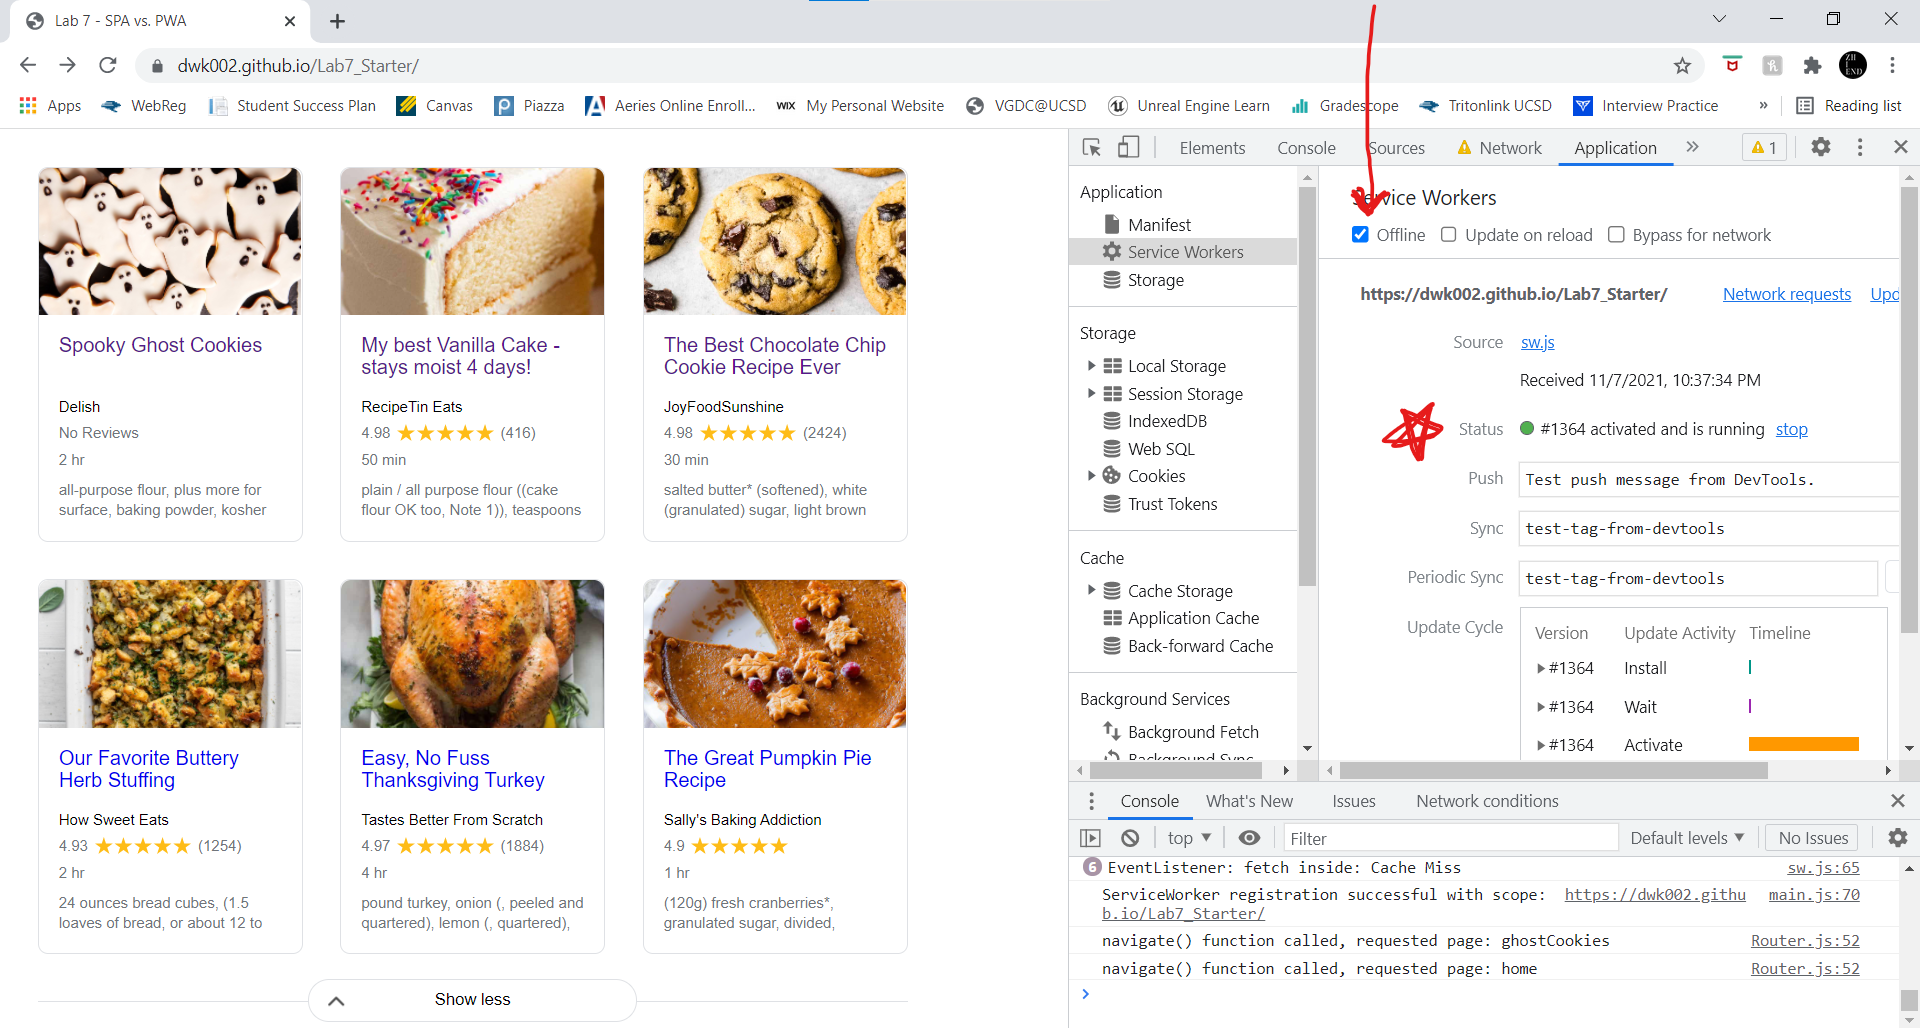 Lab 7 - SPA vs. PWA
dwk002.github.io/Lab7_Starter/
Apps WebReg Student Success Plan Canvas Piazza Aeries Online Enroll... WIX My Personal Website VGDC@UCSD Unreal Engine Learn Gradescope Tritonlink UCSD Interview Practice » Reading list
Elements Console Sources Network Application » 1
Spooky Ghost Cookies
Delish
No Reviews
2 hr
all-purpose flour, plus more for
surface, baking powder, kosher
My best Vanilla Cake -
stays moist 4 days!
RecipeTin Eats
4.98 (416)
50 min
plain / all purpose flour ((cake
flour OK too, Note 1)), teaspoons
The Best Chocolate Chip
Cookie Recipe Ever
JoyFoodSunshine
4.98 (2424)
30 min
salted butter* (softened), white
(granulated) sugar, light brown
Our Favorite Buttery
Herb Stuffing
How Sweet Eats
4.93 (1254)
2 hr
24 ounces bread cubes, (1.5
loaves of bread, or about 12 to
Easy, No Fuss
Thanksgiving Turkey
Tastes Better From Scratch
4.97 (1884)
4 hr
pound turkey, onion (, peeled and
quartered), lemon (, quartered),
The Great Pumpkin Pie
Recipe
Sally's Baking Addiction
4.9
1 hr
(120g) fresh cranberries*,
granulated sugar, divided,
Show less
Application
Manifest
Service Workers
Storage
Storage
Local Storage
Session Storage
IndexedDB
Web SQL
Cookies
Trust Tokens
Cache
Cache Storage
Application Cache
Back-forward Cache
Background Services
Background Fetch
Background Sync
Service Workers
Offline Update on reload Bypass for network
https://dwk002.github.io/Lab7_Starter/ Network requests Upd
Source sw.js
Received 11/7/2021, 10:37:34 PM
Status #1364 activated and is running stop
Push Test push message from DevTools.
Sync test-tag-from-devtools
Periodic Sync test-tag-from-devtools
Update Cycle Version Update Activity Timeline
#1364 Install
#1364 Wait
#1364 Activate
Console What's New Issues Network conditions
top Filter Default levels No Issues
6 EventListener: fetch inside: Cache Miss sw.js:65
ServiceWorker registration successful with scope: https://dwk002.githu main.js:70
b.io/Lab7_Starter/
navigate() function called, requested page: ghostCookies Router.js:52
navigate() function called, requested page: home Router.js:52